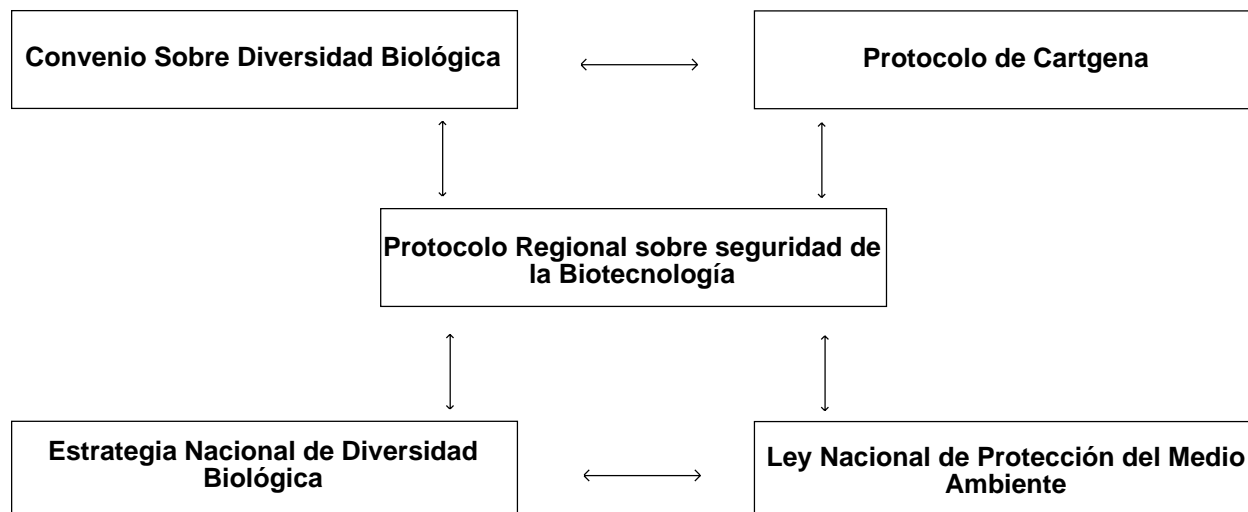 Convenio Sobre Diversidad Biológica
Protocolo de Cartgena
Protocolo Regional sobre seguridad de
la Biotecnología
Estrategia Nacional de Diversidad
Biológica
Ley Nacional de Protección del Medio
Ambiente